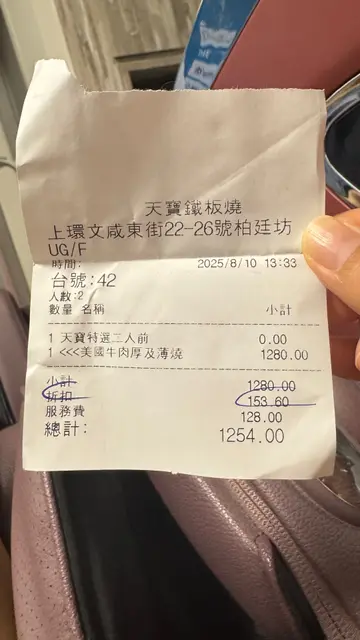 天寶鐵板燒
上環文咸東街22-26號柏廷坊
UG/F
時間: 2025/8/10 13:33
台號:42
人數:2
數量 名稱 小計
1 天寶特選二人前 0.00
1 <<<美國牛肉厚及薄燒 1280.00
小計 1280.00
折扣 153.60
服務費 128.00
總計: 1254.00